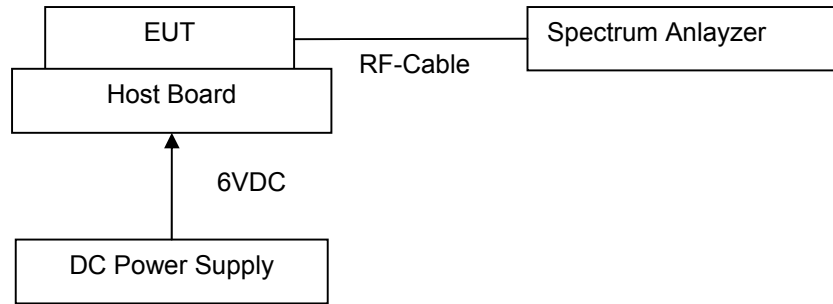 EUT
Spectrum Anlayzer
RF-Cable
Host Board
6VDC
DC Power Supply